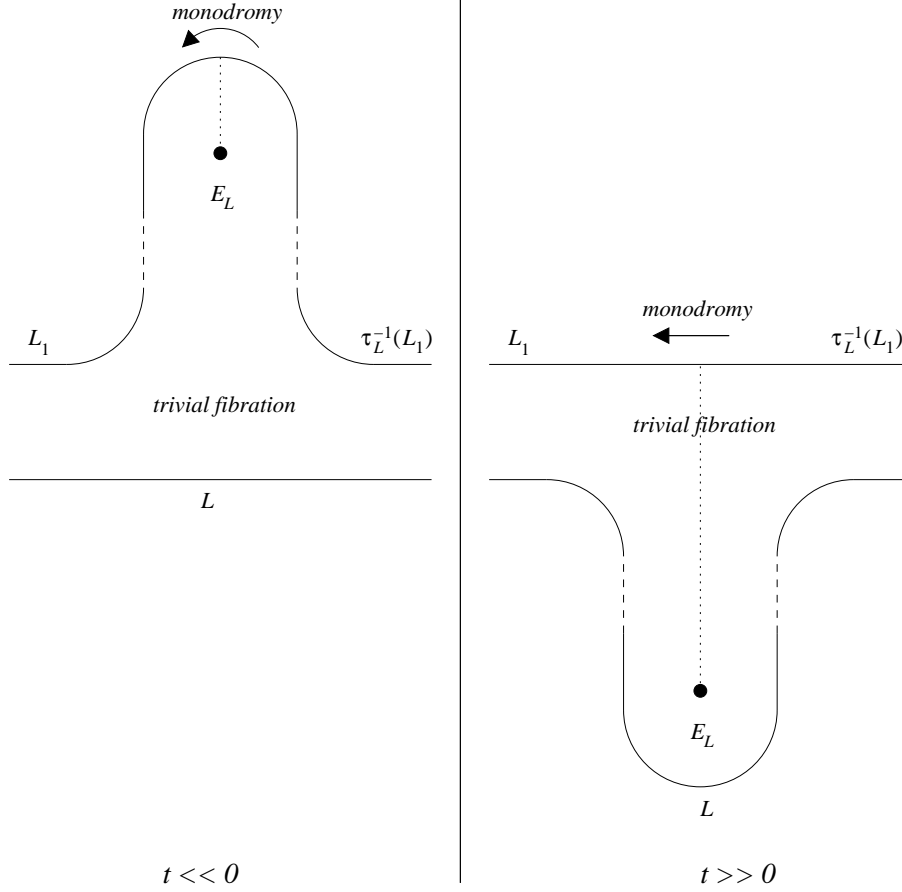 monodromy
E_L
L_1
τ_L^{-1}(L_1)
trivial fibration
L
t << 0
monodromy
L_1
τ_L^{-1}(L_1)
trivial fibration
E_L
L
t >> 0